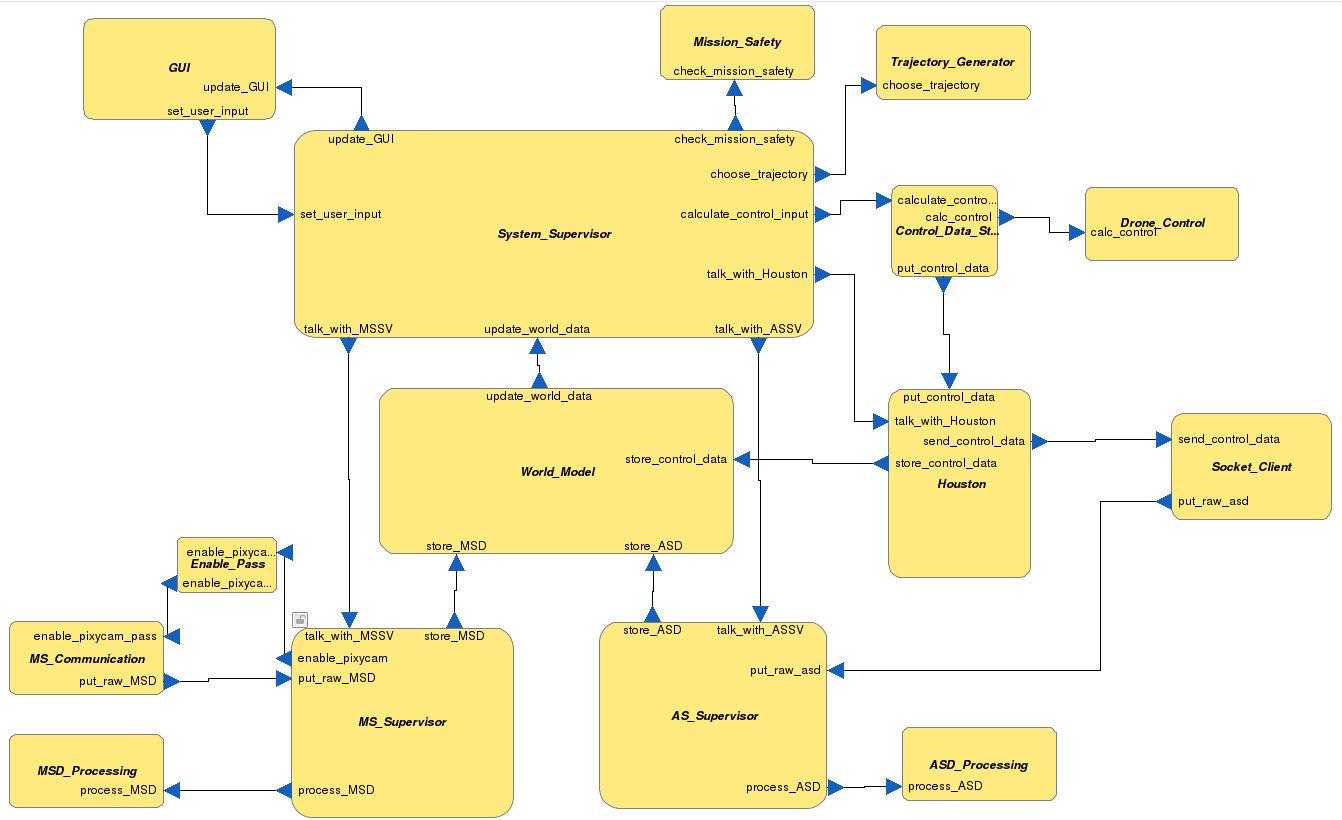 GUI
update_GUI
set_user_input
Mission_Safety
check_mission_safety
Trajectory_Generator
choose_trajectory
update_GUI
check_mission_safety
choose_trajectory
set_user_input
calculate_control_input
System_Supervisor
talk_with_Houston
talk_with_MSSV
update_world_data
talk_with_ASSV
calculate_contro...
calc_control
Control_Data_St...
put_control_data
Drone_Control
calc_control
update_world_data
store_control_data
World_Model
store_MSD
store_ASD
put_control_data
talk_with_Houston
send_control_data
store_control_data
Houston
send_control_data
Socket_Client
put_raw_asd
enable_pixyca...
Enable_Pass
enable_pixyca...
enable_pixycam_pass
MS_Communication
put_raw_MSD
talk_with_MSSV
store_MSD
enable_pixycam
put_raw_MSD
MS_Supervisor
process_MSD
store_ASD
talk_with_ASSV
put_raw_asd
AS_Supervisor
process_ASD
MSD_Processing
process_MSD
ASD_Processing
process_ASD